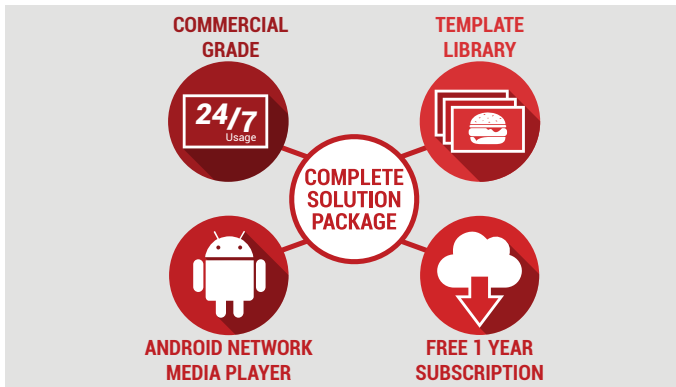 COMMERCIAL
GRADE
TEMPLATE
LIBRARY
24/7
Usage
COMPLETE
SOLUTION
PACKAGE
ANDROID NETWORK
MEDIA PLAYER
FREE 1 YEAR
SUBSCRIPTION